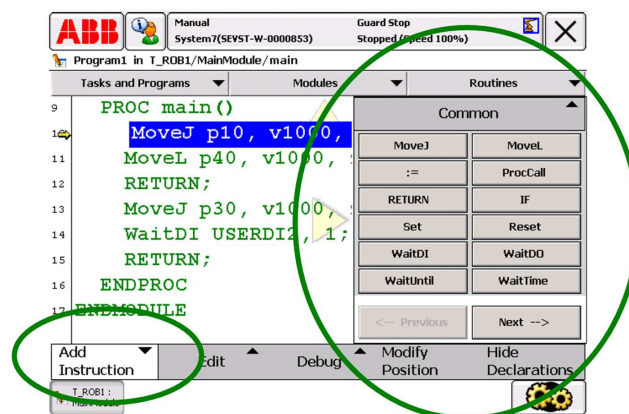 ABB
Manual
System7(SEVST-W-0000853)
Guard Stop
Stopped (Speed 100%)
Program1 in T_ROB1/MainModule/main
Tasks and Programs
Modules
Routines
9 PROC main()
10 MoveJ p10, v1000,
11 MoveL p40, v1000,
12 RETURN;
13 MoveJ p30, v1000,
14 WaitDI USERDI2, 1;
15 RETURN;
16 ENDPROC
17 ENDMODULE
Common
MoveJ MoveL
:= ProcCall
RETURN IF
Set Reset
WaitDI WaitDO
WaitUntil WaitTime
<-- Previous Next -->
Add Instruction
Edit
Debug
Modify Position
Hide Declarations
T_ROB1 :
MainModule